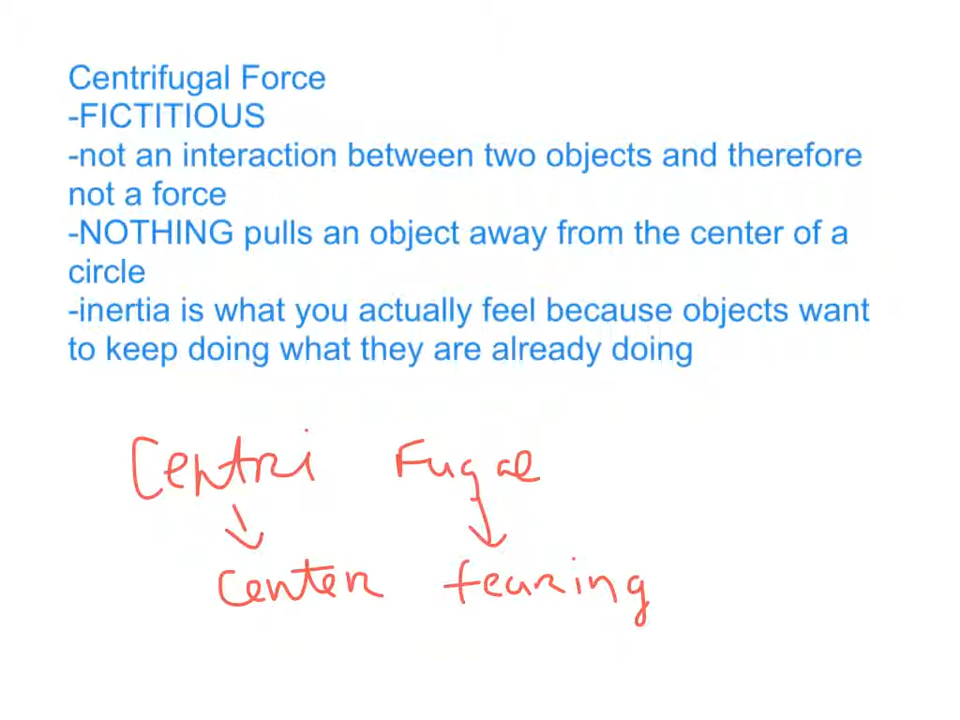 Centrifugal Force
-FICTITIOUS
-not an interaction between two objects and therefore
not a force
-NOTHING pulls an object away from the center of a
circle
-inertia is what you actually feel because objects want
to keep doing what they are already doing
Centri Fugal
center fearing